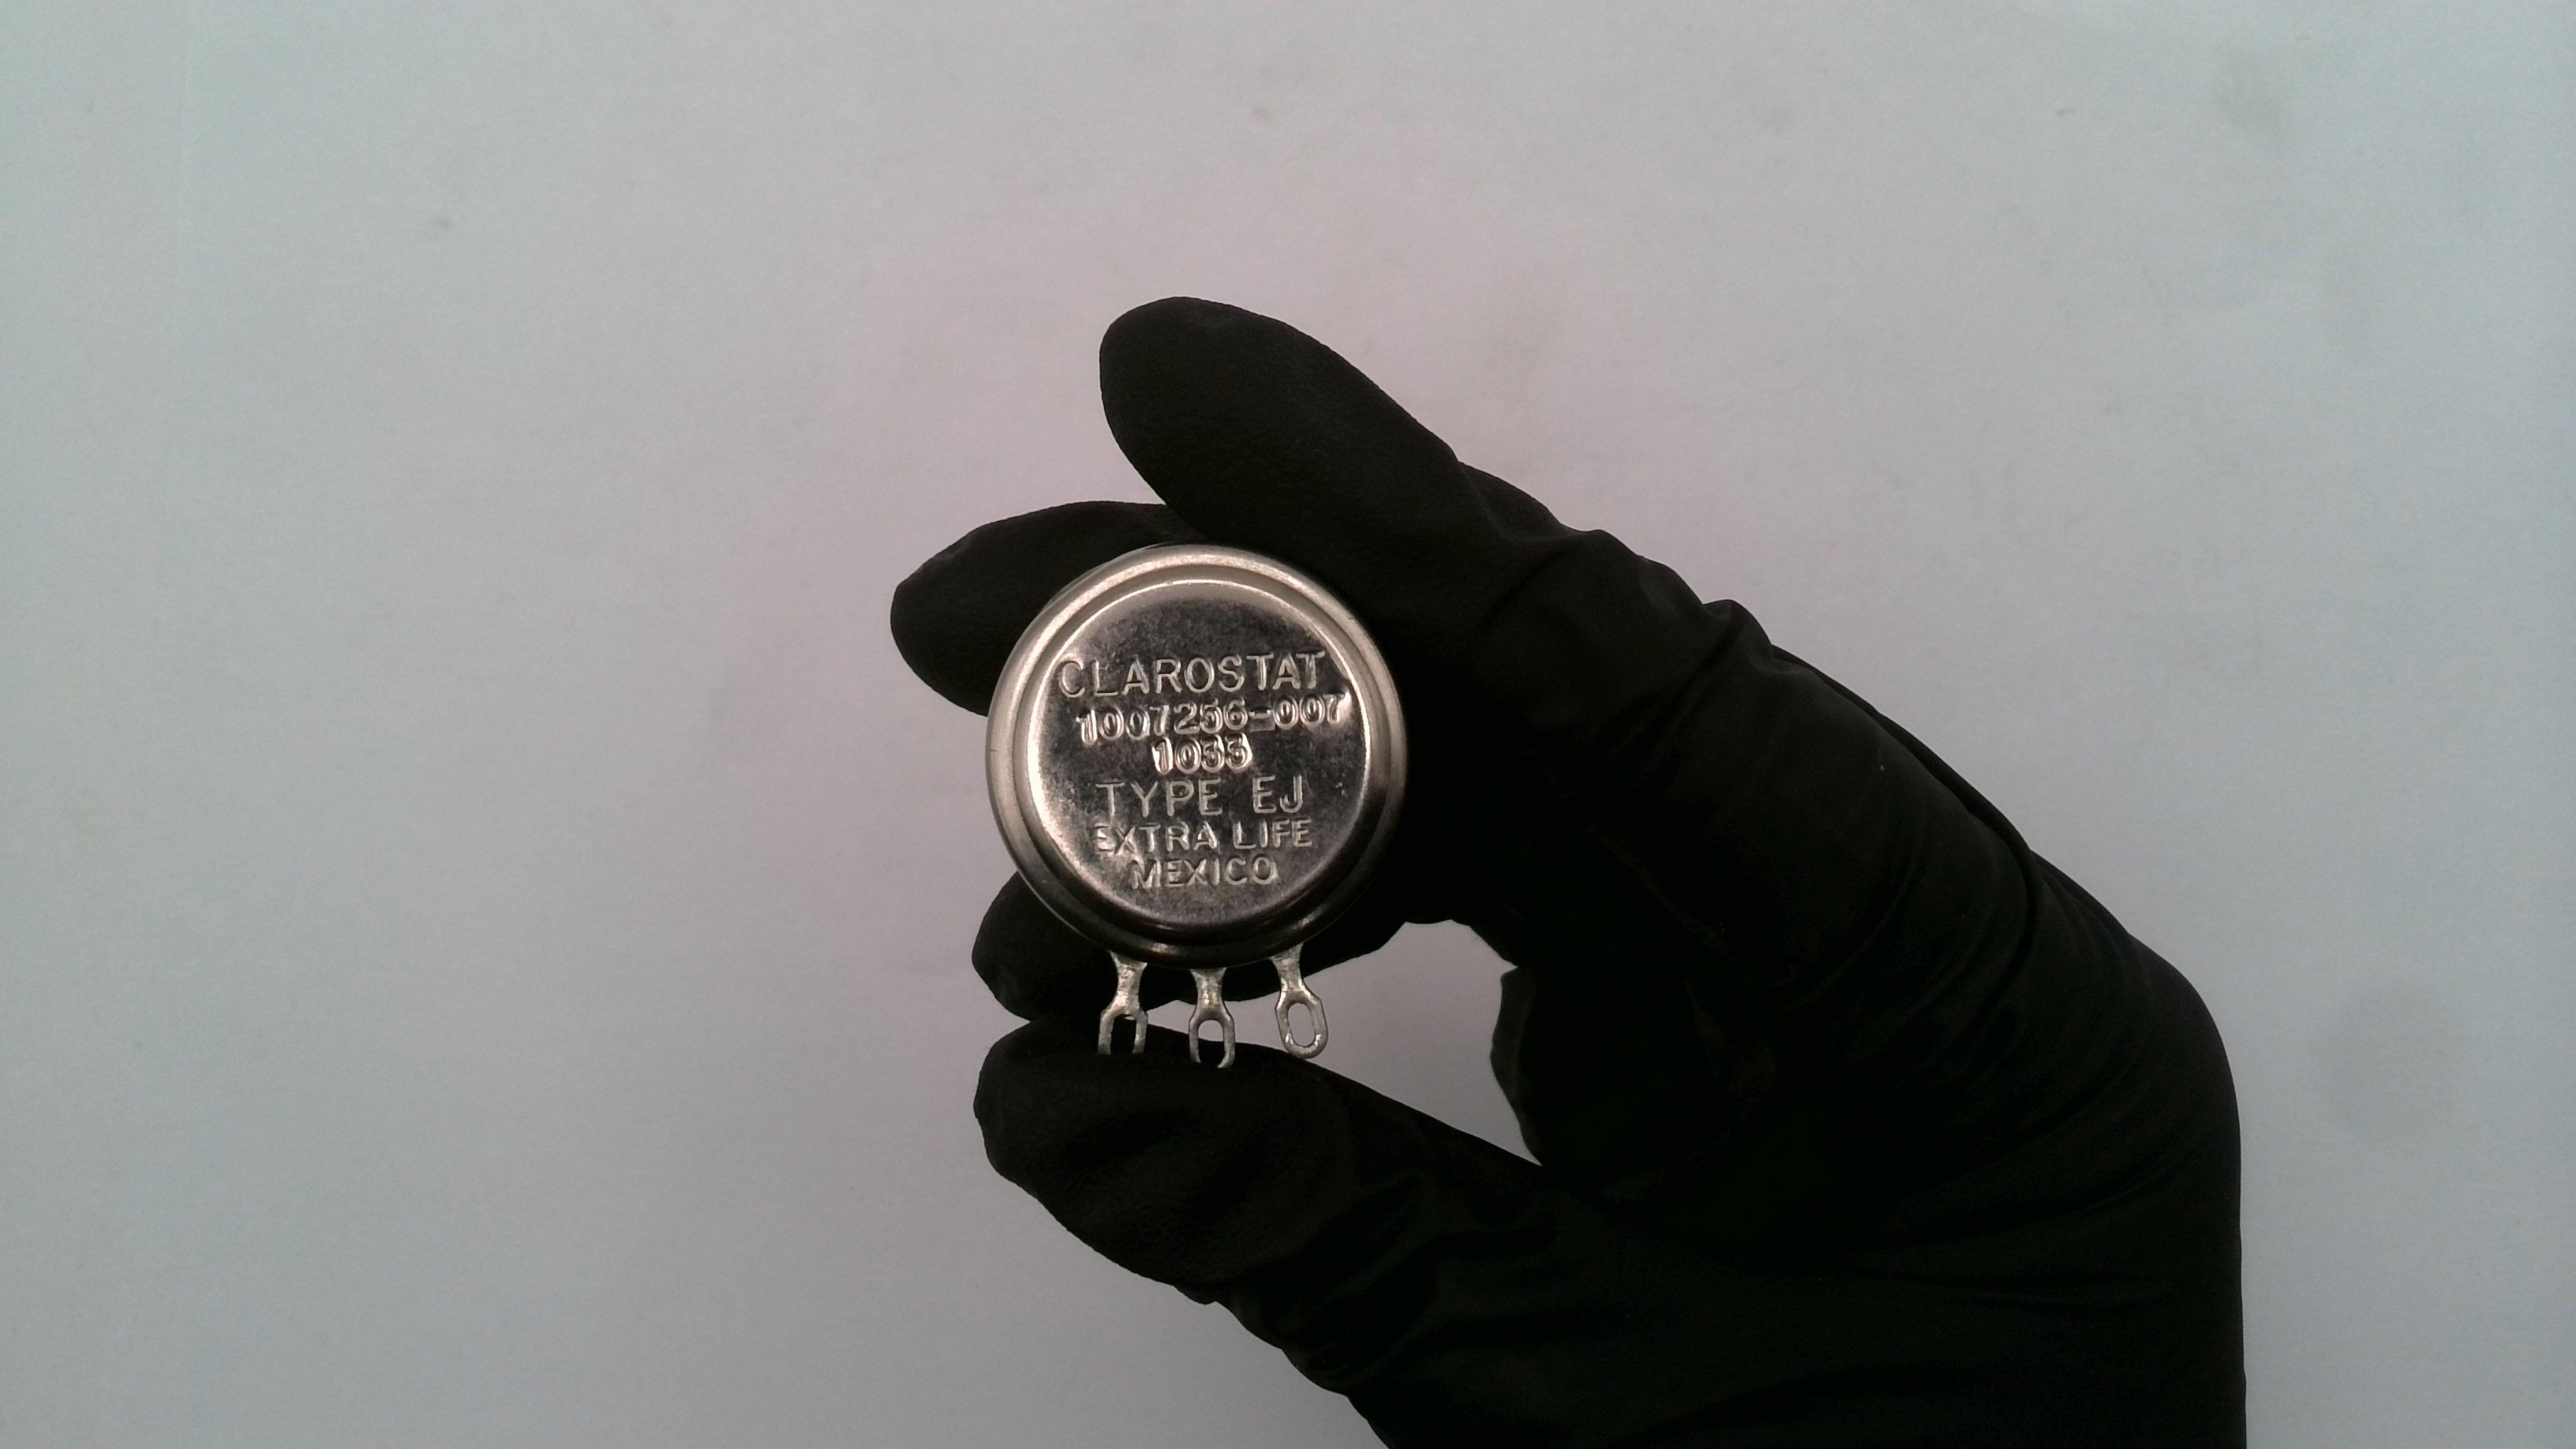 CLAROSTAT
1007256-007
1033
TYPE EJ
EXTRA LIFE
MEXICO